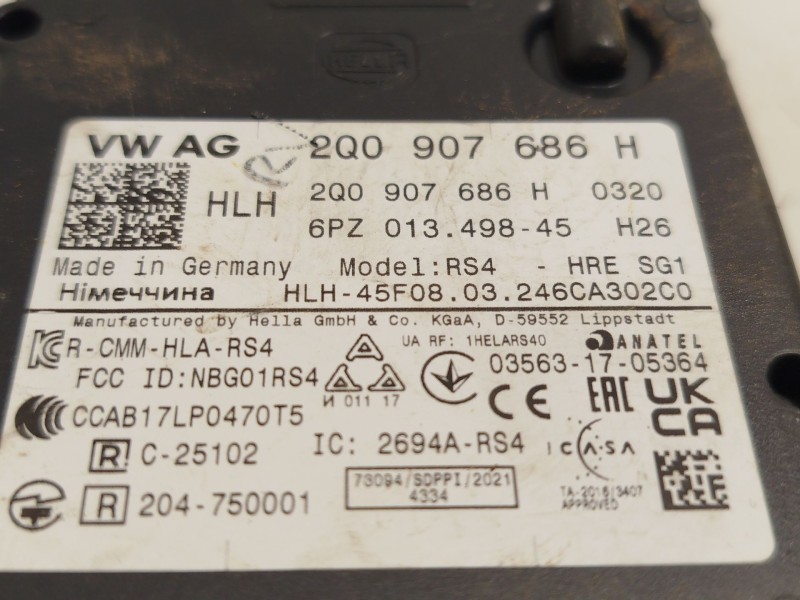 HELLA
VW AG 2Q0 907 686 H
HLH 2Q0 907 686 H 0320
6PZ 013.498-45 H26
Made in Germany Model:RS4 - HRE SG1
Німеччина HLH-45F08.03.246CA302C0
Manufactured by Hella GmbH & Co. KGaA, D-59552 Lippstadt
R-CMM-HLA-RS4 UA RF: 1HELARS40 ANATEL
FCC ID:NBG01RS4 03563-17-05364
И 011 17 CE EAC UK CA
CCAB17LP0470T5
R C-25102 IC: 2694A-RS4 ICASA
73094/SDPPI/2021
4334
TA-2016/3407
APPROVED
R 204-750001